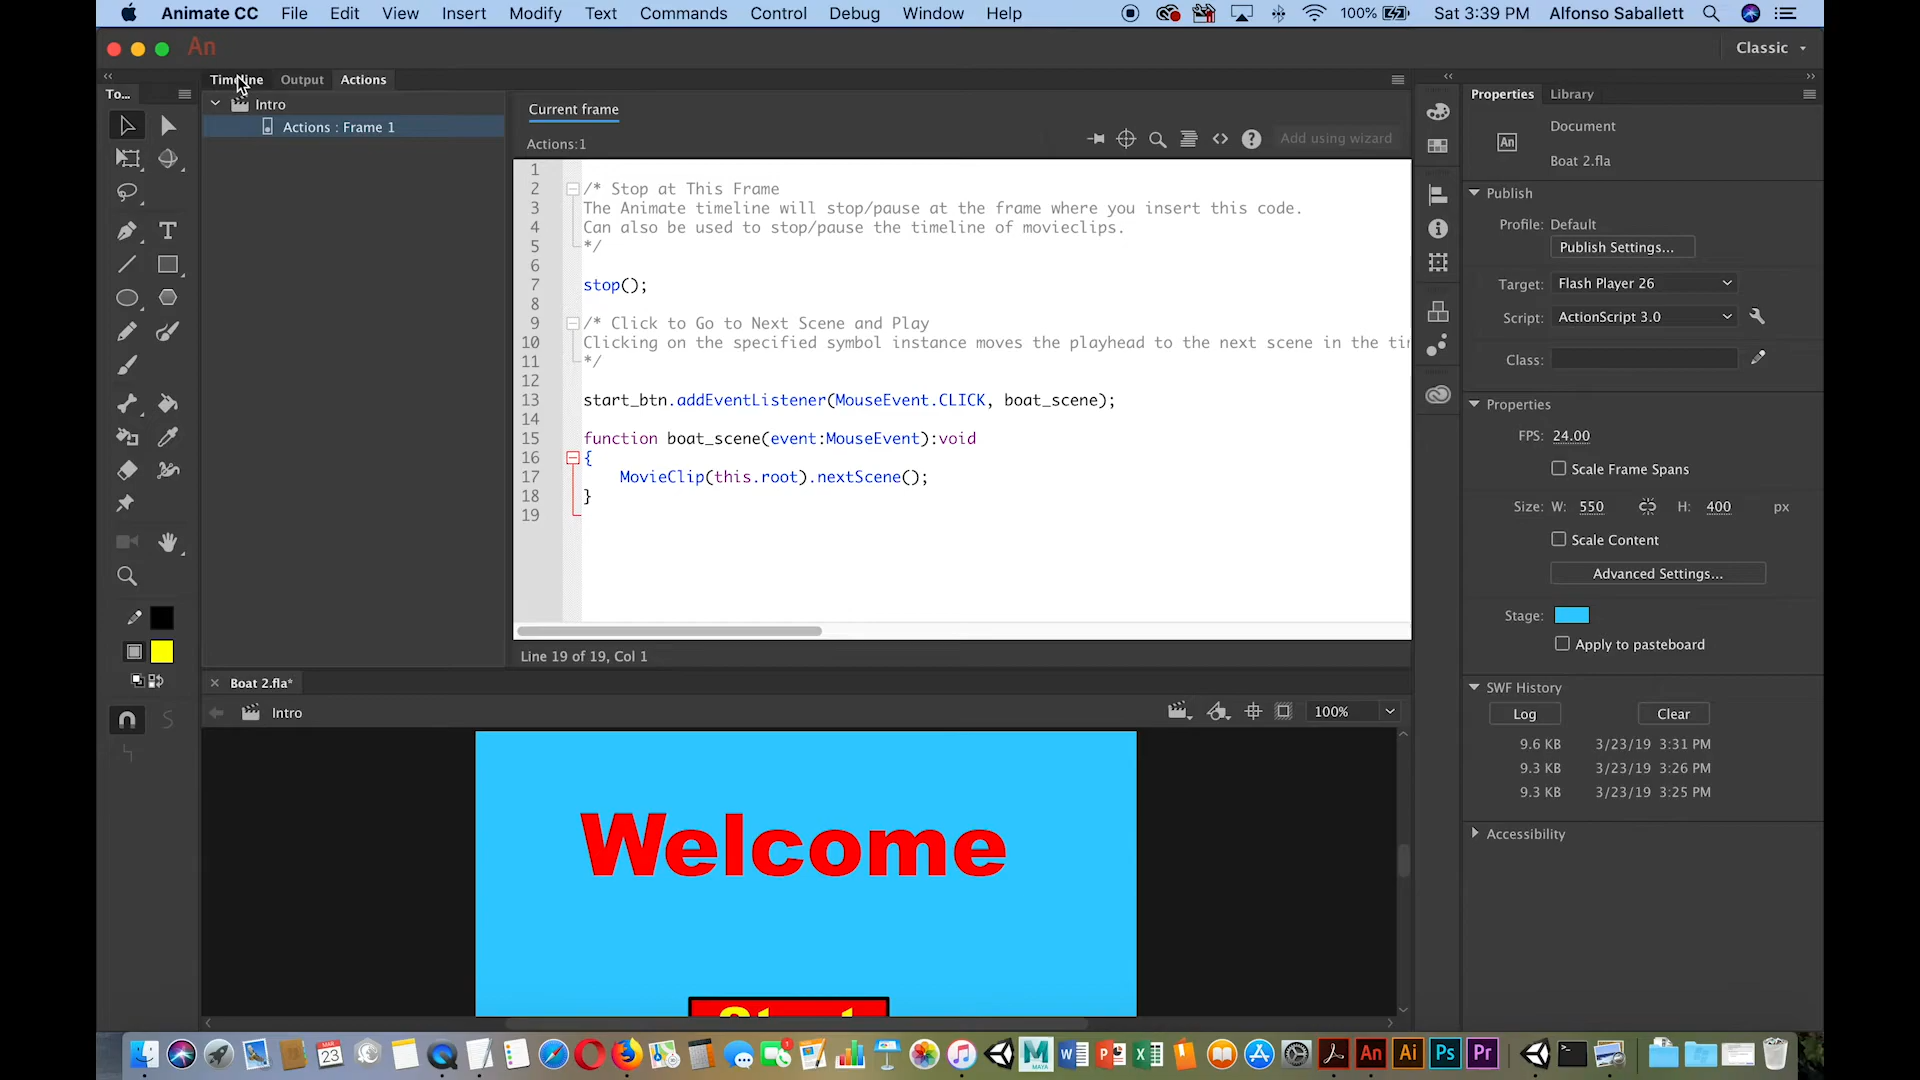 Animate CC File Edit View Insert Modify Text Commands Control Debug Window Help 100% Sat 3:39 PM Alfonso Saballett
An Classic
Timeline Output Actions
To...
Intro
Actions : Frame 1
Current frame
Actions:1
Add using wizard
1
2 /* Stop at This Frame
3 The Animate timeline will stop/pause at the frame where you insert this code.
4 Can also be used to stop/pause the timeline of movieclips.
5 */
6
7 stop();
8
9 /* Click to Go to Next Scene and Play
10 Clicking on the specified symbol instance moves the playhead to the next scene in the
11 */
12
13 start_btn.addEventListener(MouseEvent.CLICK, boat_scene);
14
15 function boat_scene(event:MouseEvent):void
16 {
17 MovieClip(this.root).nextScene();
18 }
19
Line 19 of 19, Col 1
Boat 2.fla*
Intro
100%
Welcome
Start
Properties Library
An
Document
Boat 2.fla
Publish
Profile: Default
Publish Settings...
Target: Flash Player 26
Script: ActionScript 3.0
Class:
Properties
FPS: 24.00
Scale Frame Spans
Size: W: 550 H: 400 px
Scale Content
Advanced Settings...
Stage:
Apply to pasteboard
SWF History
Log Clear
9.6 KB 3/23/19 3:31 PM
9.3 KB 3/23/19 3:26 PM
9.3 KB 3/23/19 3:25 PM
Accessibility
MAR
23
1
M
MAYA
An
Ai
Ps
Pr